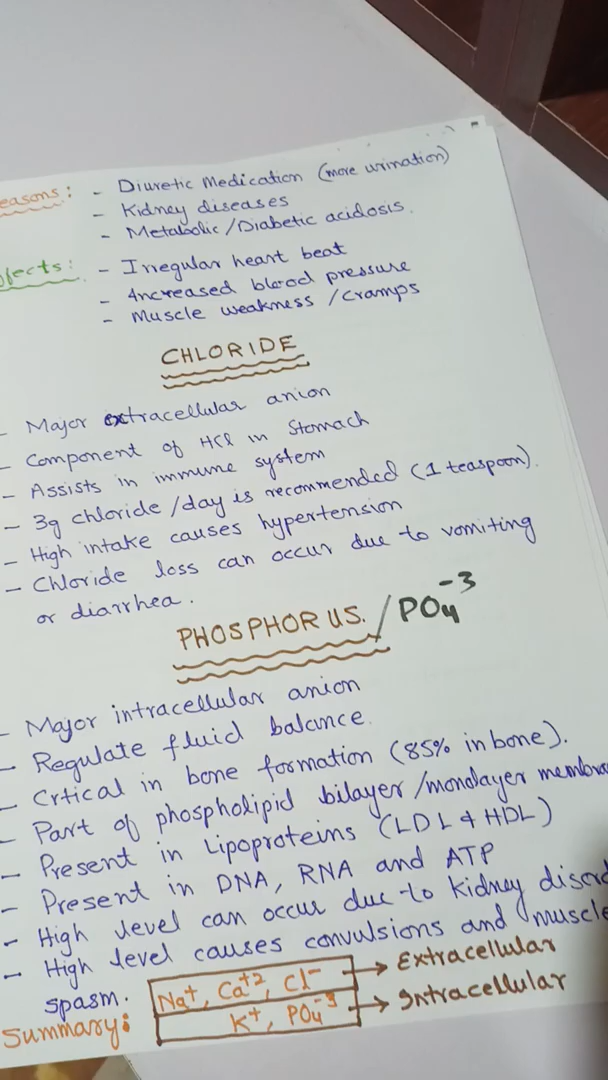 easons: - Diuretic Medication (more urination)
- Kidney diseases
- Metabolic/Diabetic acidosis.
ffects: - Irregular heart beat
- Increased blood pressure
- Muscle weakness / Cramps
CHLORIDE
- Major extracellular anion
- Component of HCl in Stomach
- Assists in immune system
- 3g chloride/day is recommended (1 teaspoon).
- High intake causes hypertension
- Chloride loss can occur due to vomiting
or diarrhea.
PHOSPHORUS. / PO₄⁻³
- Major intracellular anion
- Regulate fluid balance.
- Crtical in bone formation (85% in bone).
- Part of phospholipid bilayer/monolayer membra
- Present in Lipoproteins (LDL & HDL)
- Present in DNA, RNA and ATP
- High level can occur due to kidney disord
- High level causes convulsions and muscle
spasm.
Summary: Na⁺, Ca⁺², Cl⁻ → Extracellular
K⁺, PO₄⁻³ → Intracellular